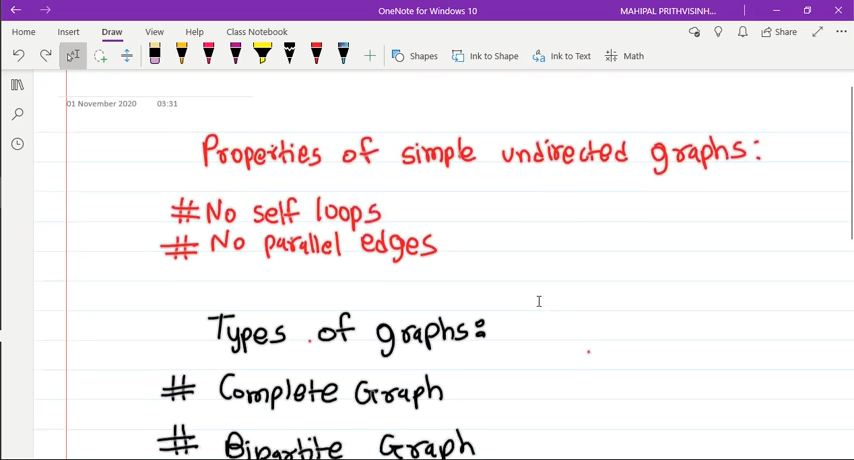 OneNote for Windows 10
MAHIPAL PRITHVISINH...
Home Insert Draw View Help Class Notebook
Share
Shapes Ink to Shape Ink to Text Math
01 November 2020 03:31
Properties of simple undirected graphs:
# No self loops
# No parallel edges
Types of graphs:
# Complete Graph
# Bipartite Graph